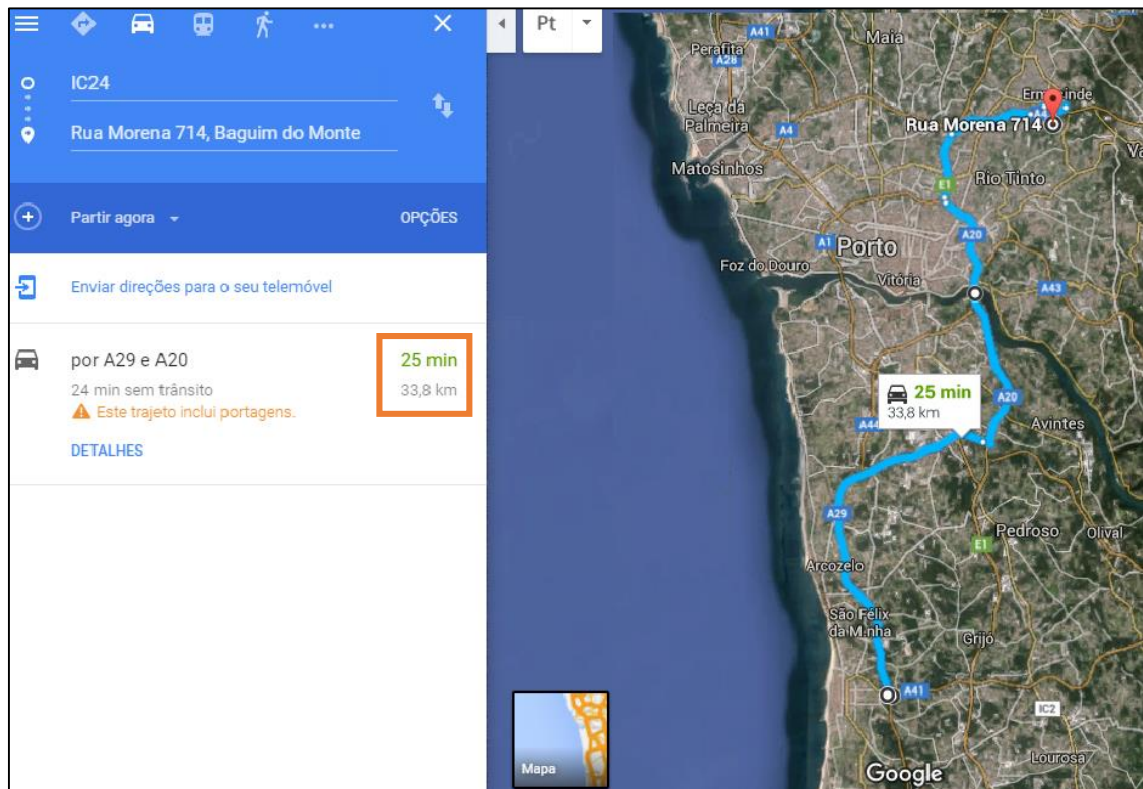 IC24
Rua Morena 714, Baguim do Monte
Partir agora
OPÇÕES
Enviar direções para o seu telemóvel
por A29 e A20
25 min
24 min sem trânsito
33,8 km
Este trajeto inclui portagens.
DETALHES
Pt
A41
Maia
Perafita
A28
Leça da
Palmeira
A4
Rua Morena 714
Matosinhos
E1
Rio Tinto
A1
Porto
A20
Foz do Douro
Vitória
A43
25 min
33,8 km
A20
A44
Avintes
A29
Pedroso
Olival
E1
Arcozelo
São Félix
da Marinha
Grijó
A41
IC2
Lourosa
Mapa
Google